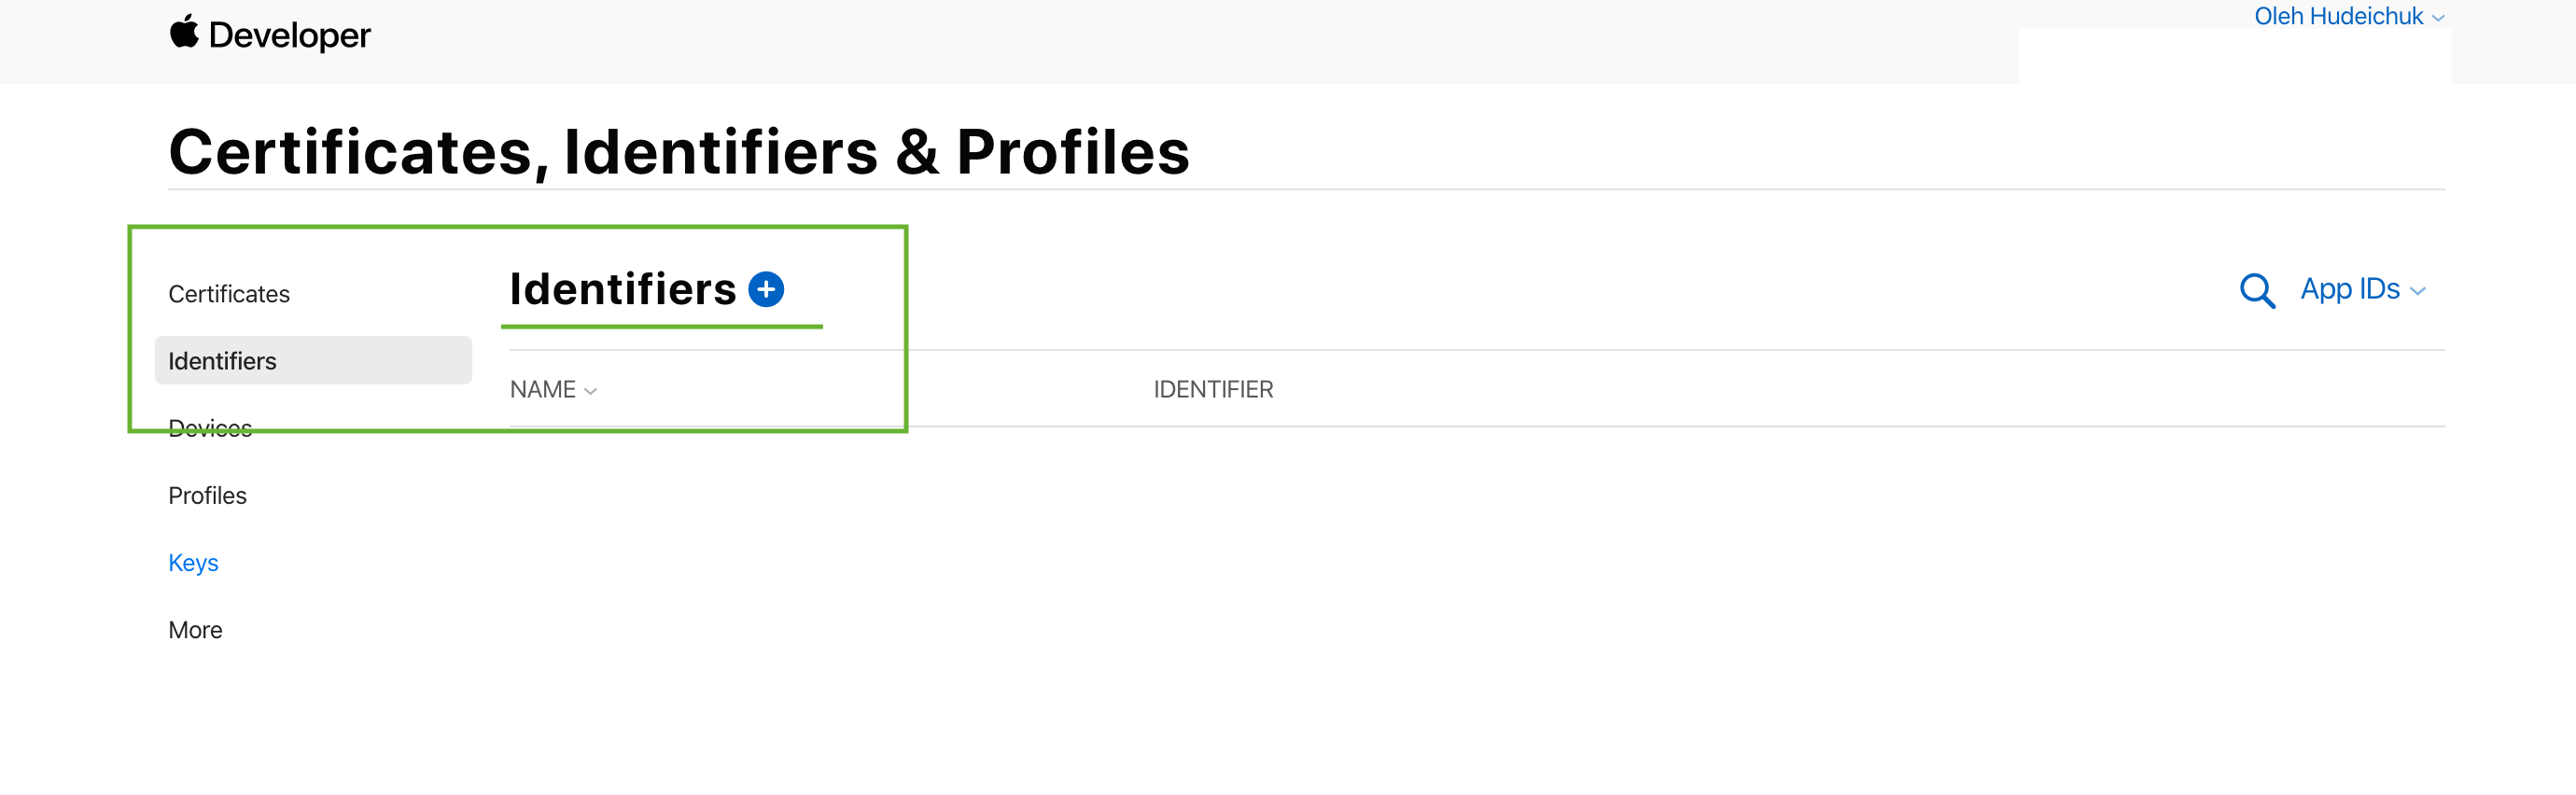 Developer
Oleh Hudeichuk
Certificates, Identifiers & Profiles
Certificates
Identifiers
Devices
Profiles
Keys
More
Identifiers
App IDs
NAME
IDENTIFIER